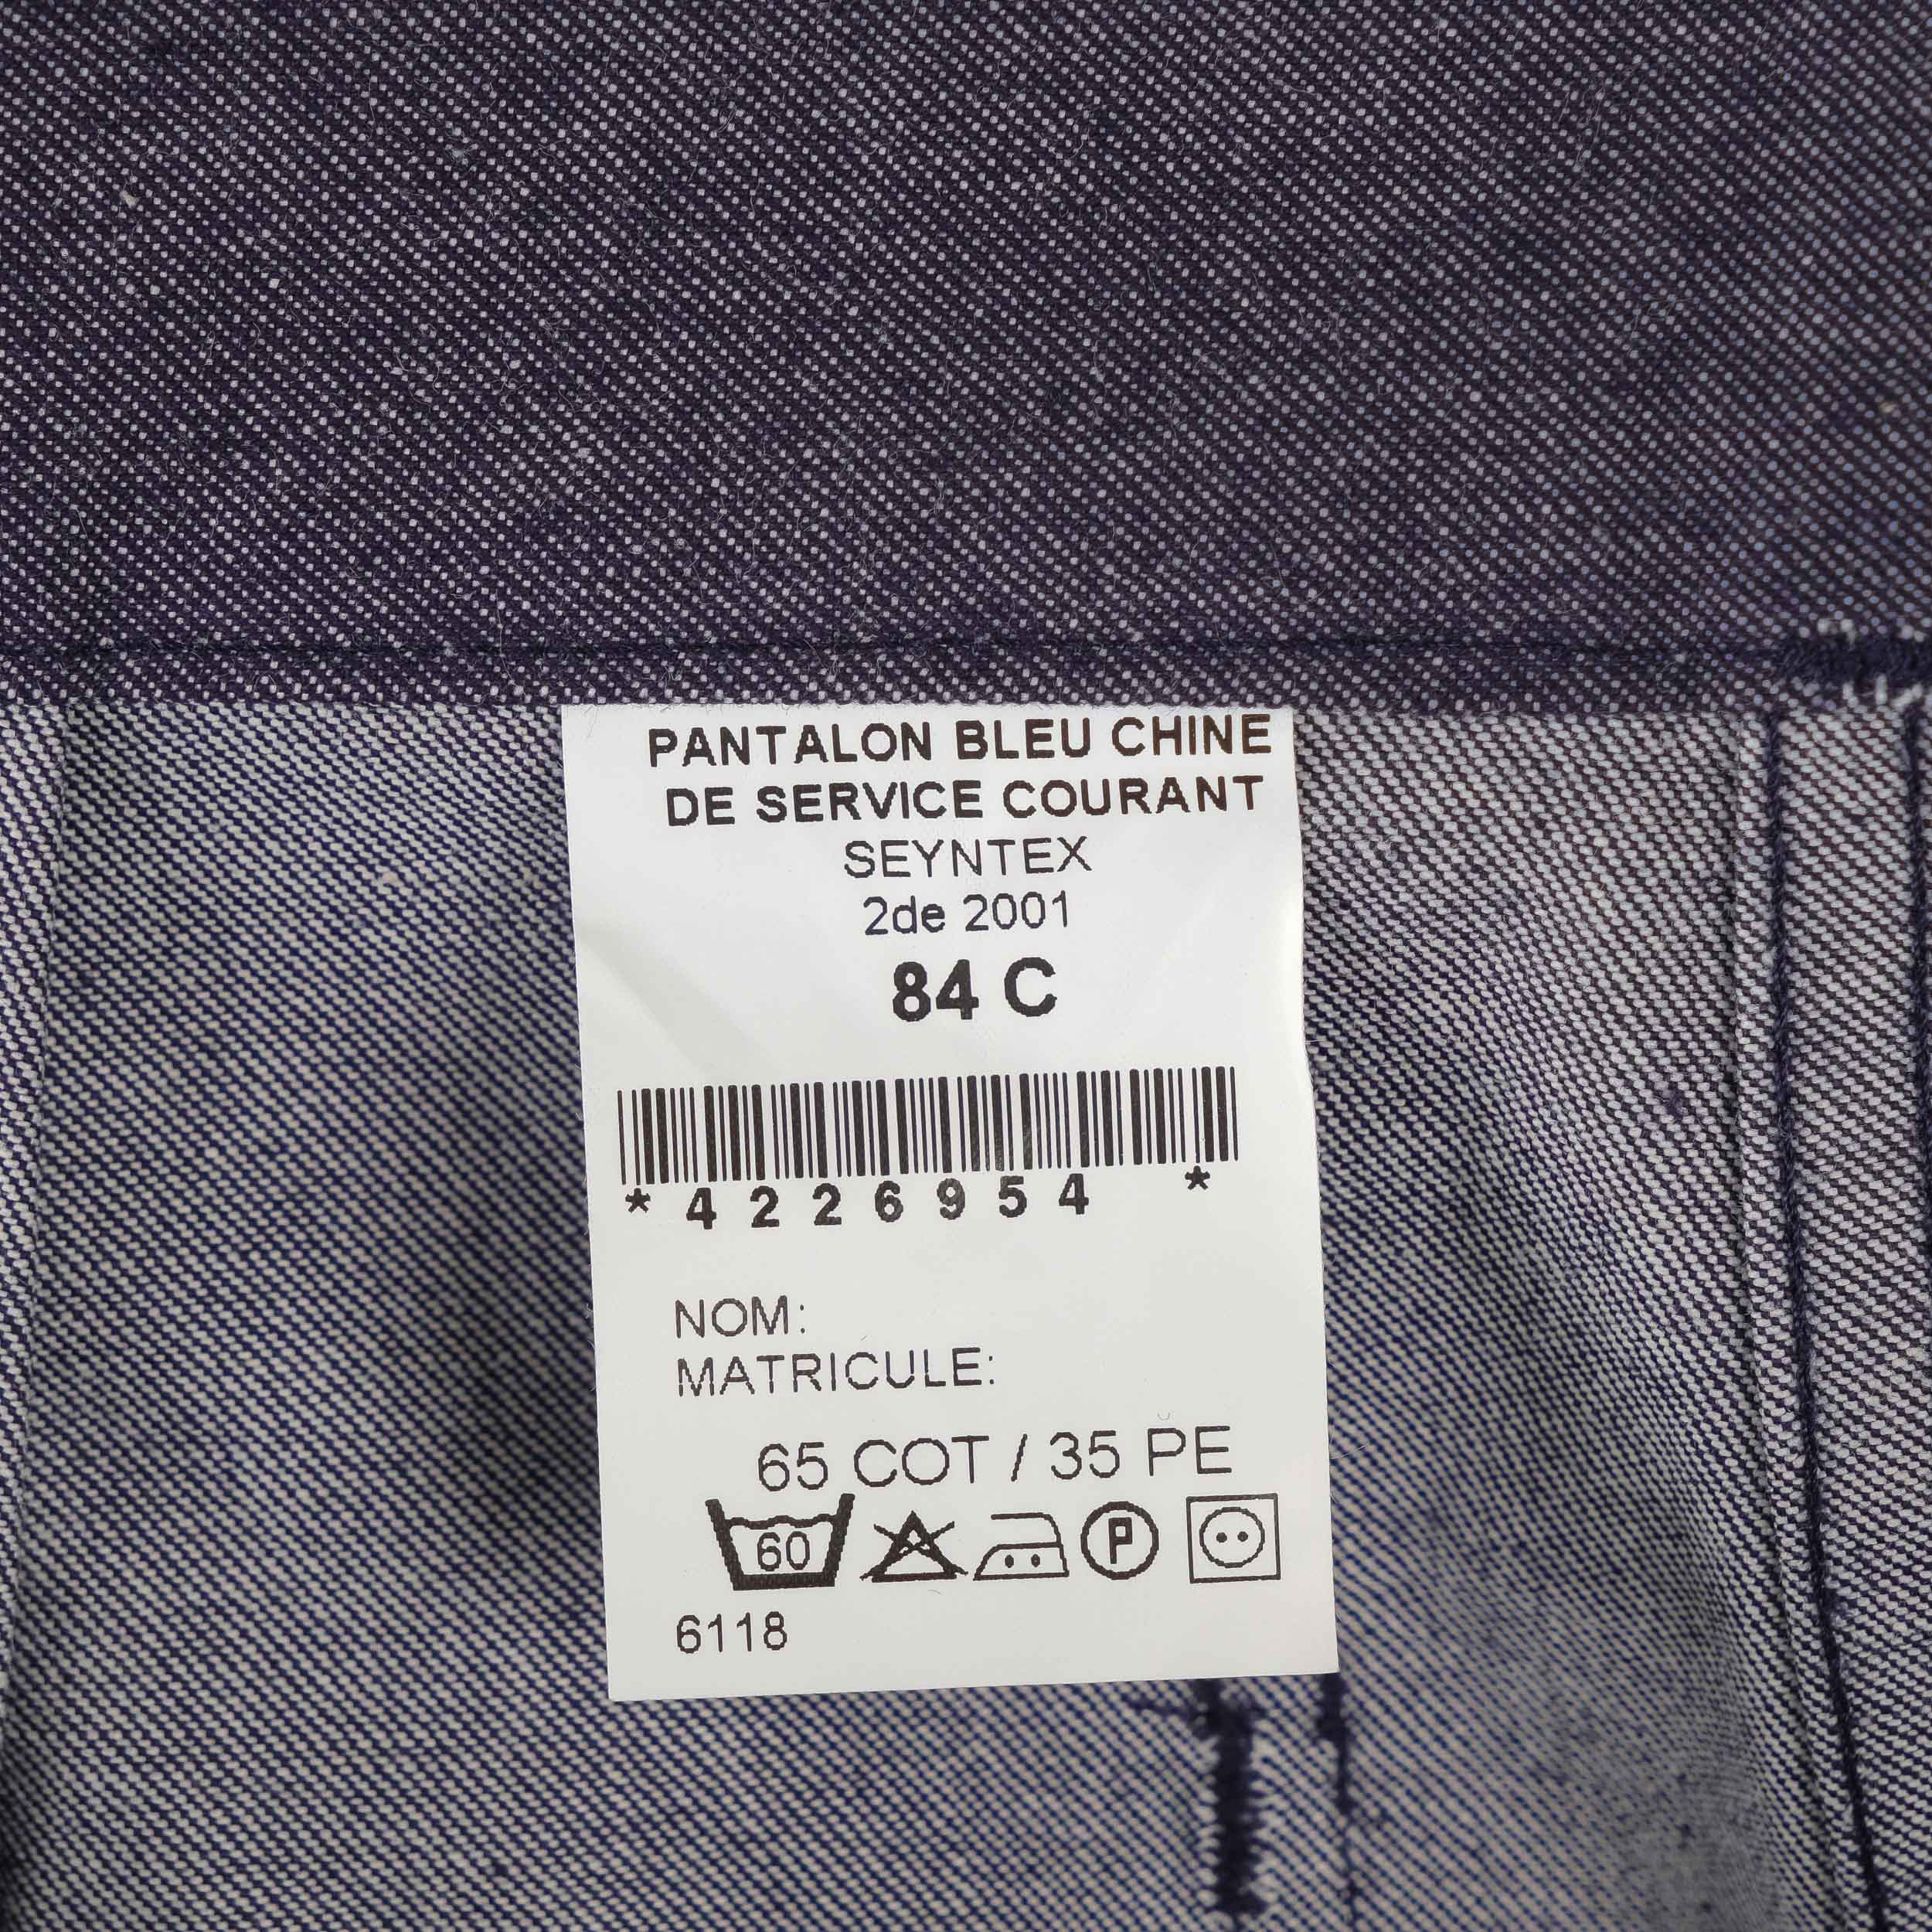 PANTALON BLEU CHINE
DE SERVICE COURANT
SEYNTEX
2de 2001
84 C
*4226954 *
NOM:
MATRICULE:
65 COT / 35 PE
60 P
6118